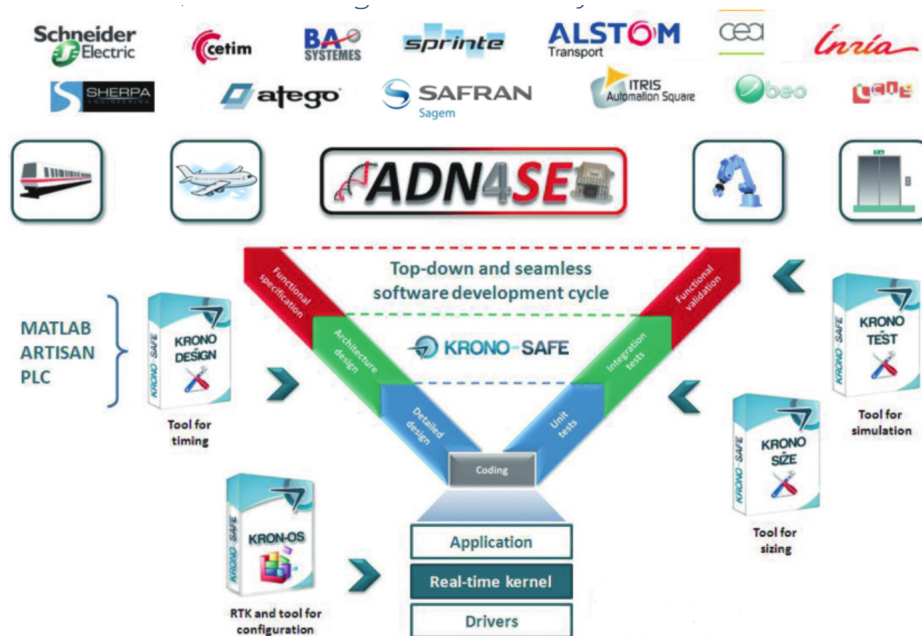 Schneider
Electric
cetim
BA
SYSTEMES
sprinte
ALSTOM
Transport
cea
Inria
SHERPA
ENGINEERING
atego
SAFRAN
Sagem
ITRIS
Automation Square
beo
ADN4SE
Functional
specification
Top-down and seamless
software development cycle
Functional
validation
MATLAB
ARTISAN
PLC
KRONO-SAFE
KRONO
DESIGN
Tool for
timing
Architecture
design
KRONO-SAFE
Integration
tests
KRONO-SAFE
KRONO
TEST
Tool for
simulation
Detailed
design
Unit
tests
Coding
KRONO-SAFE
KRONO
SIZE
Tool for
sizing
KRONO-SAFE
KRON-OS
RTK and tool for
configuration
Application
Real-time kernel
Drivers